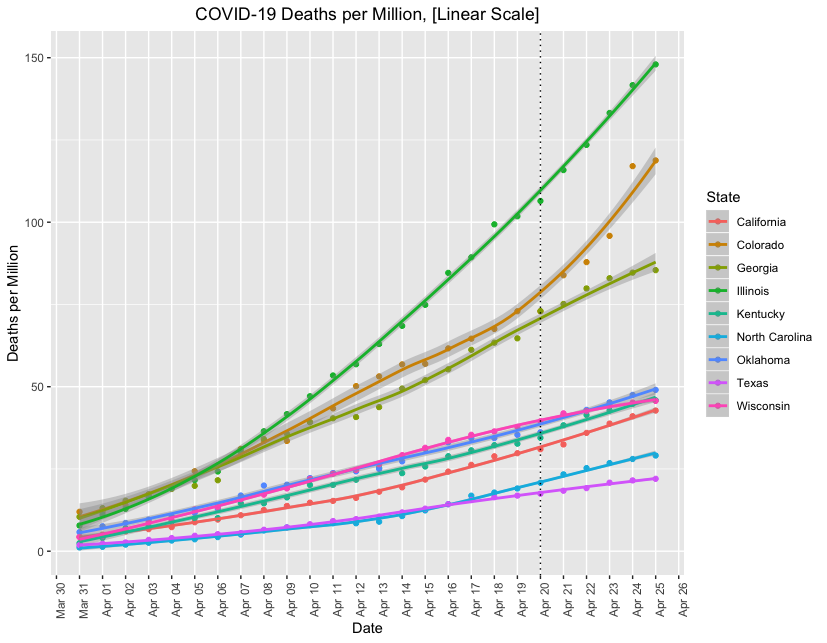 COVID-19 Deaths per Million, [Linear Scale]
150
100
50
0
Deaths per Million
Mar 30
Mar 31
Apr 01
Apr 02
Apr 03
Apr 04
Apr 05
Apr 06
Apr 07
Apr 08
Apr 09
Apr 10
Apr 11
Apr 12
Apr 13
Apr 14
Apr 15
Apr 16
Apr 17
Apr 18
Apr 19
Apr 20
Apr 21
Apr 22
Apr 23
Apr 24
Apr 25
Apr 26
Date
State
California
Colorado
Georgia
Illinois
Kentucky
North Carolina
Oklahoma
Texas
Wisconsin